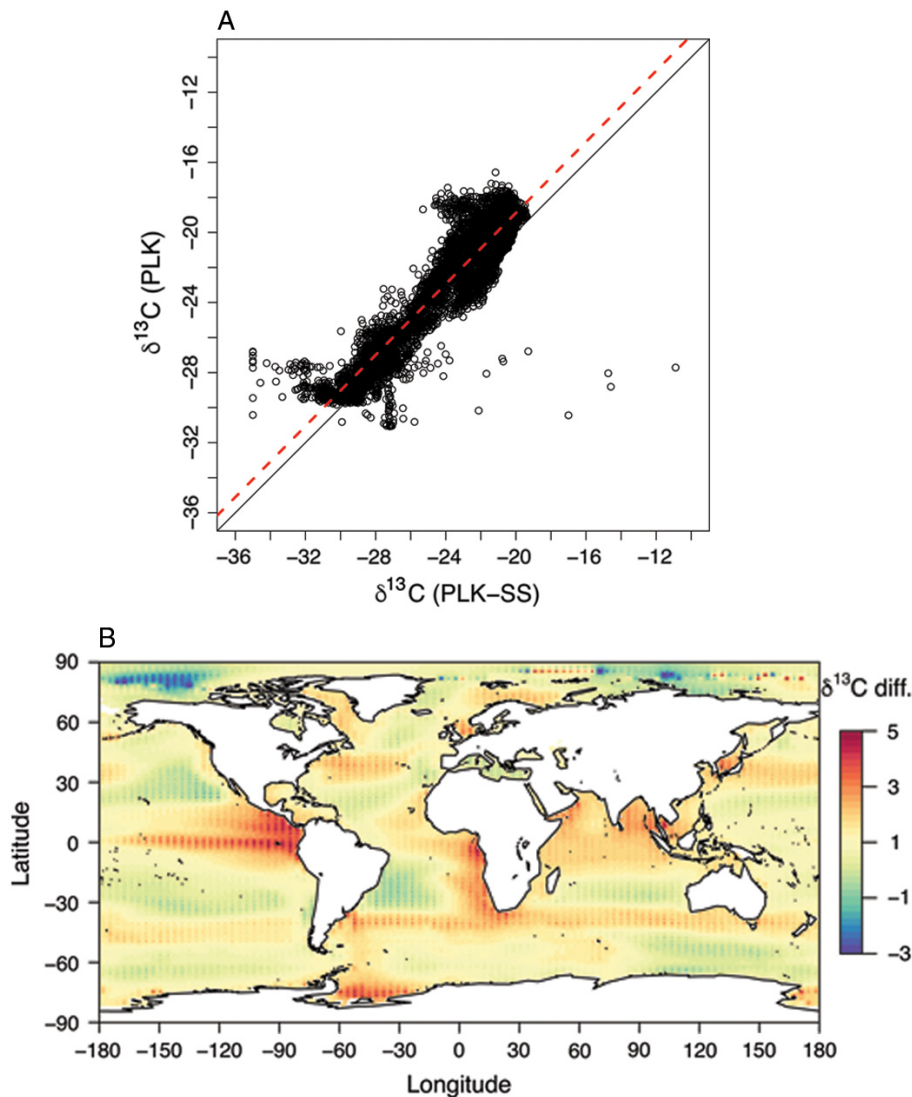 A
−12
−16
−20
−24
−28
−32
−36
δ13C (PLK)
−36 −32 −28 −24 −20 −16 −12
δ13C (PLK−SS)
B
90
60
30
0
−30
−60
−90
Latitude
−180 −150 −120 −90 −60 −30 0 30 60 90 120 150 180
Longitude
δ13C diff.
5
3
1
−1
−3